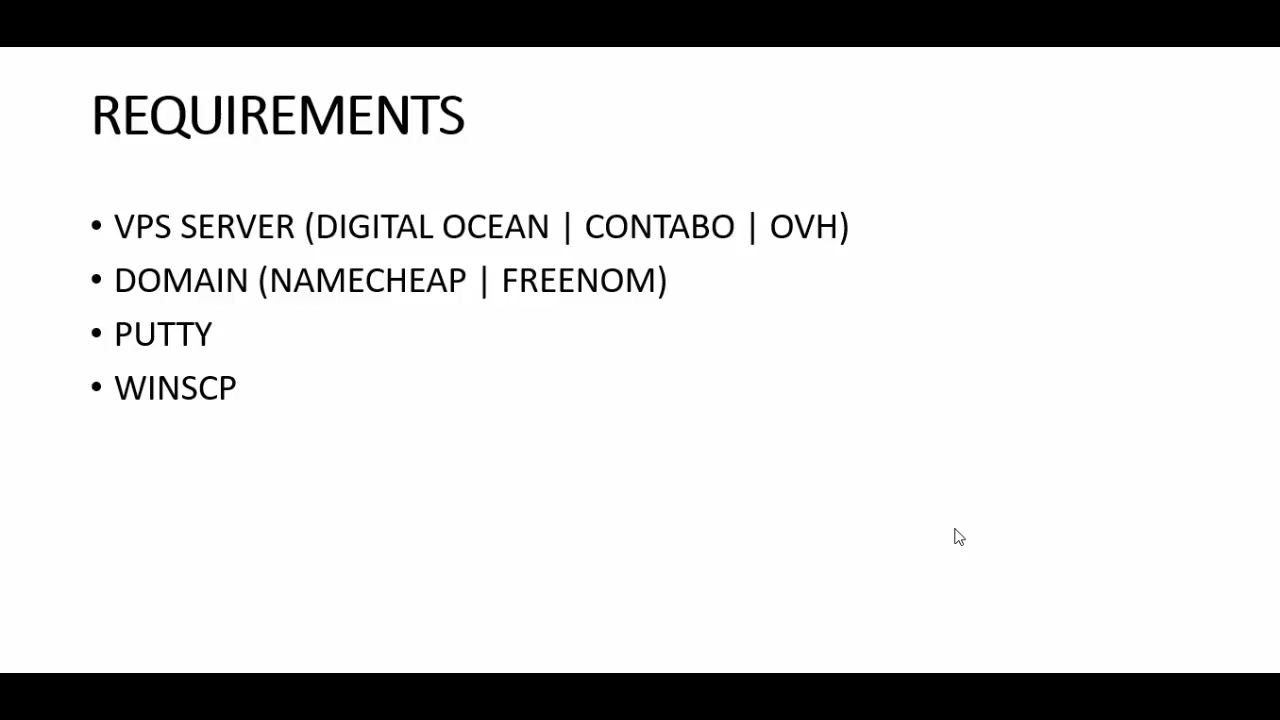 REQUIREMENTS
• VPS SERVER (DIGITAL OCEAN | CONTABO | OVH)
• DOMAIN (NAMECHEAP | FREENOM)
• PUTTY
• WINSCP